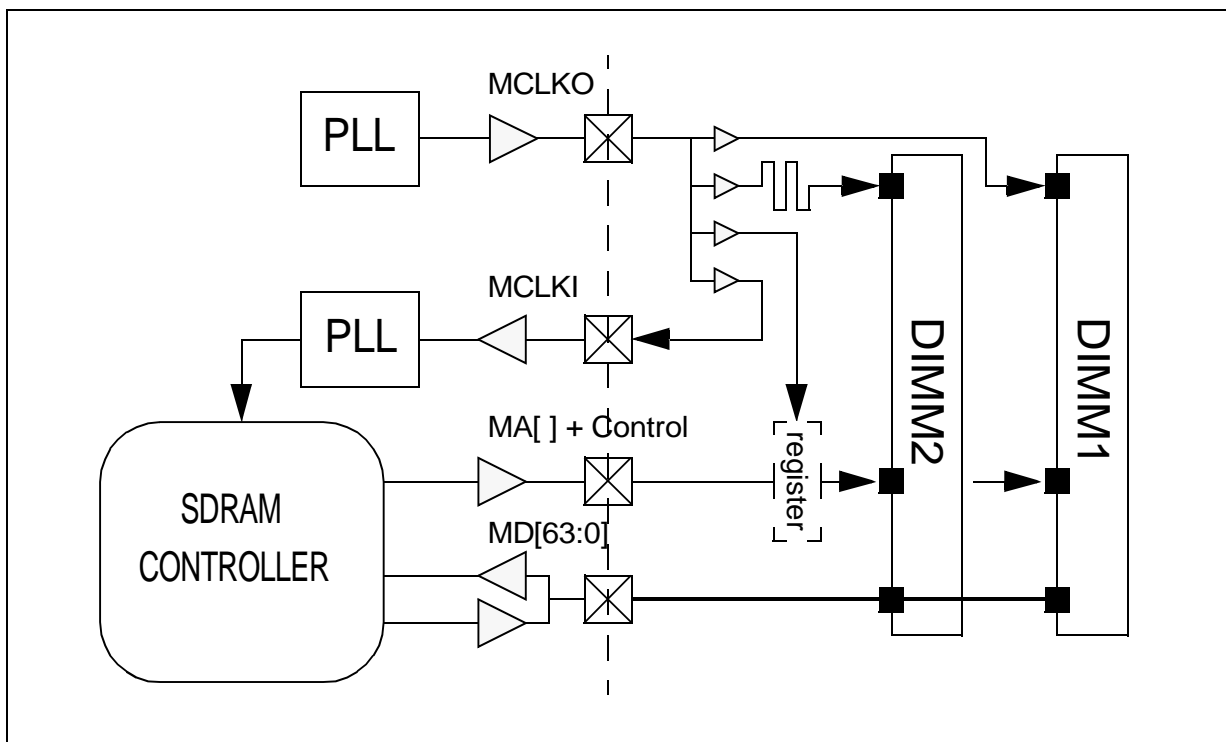 MCLKO
PLL
MCLKI
PLL
DIMM2
DIMM1
MA[ ] + Control
register
SDRAM
CONTROLLER
MD[63:0]